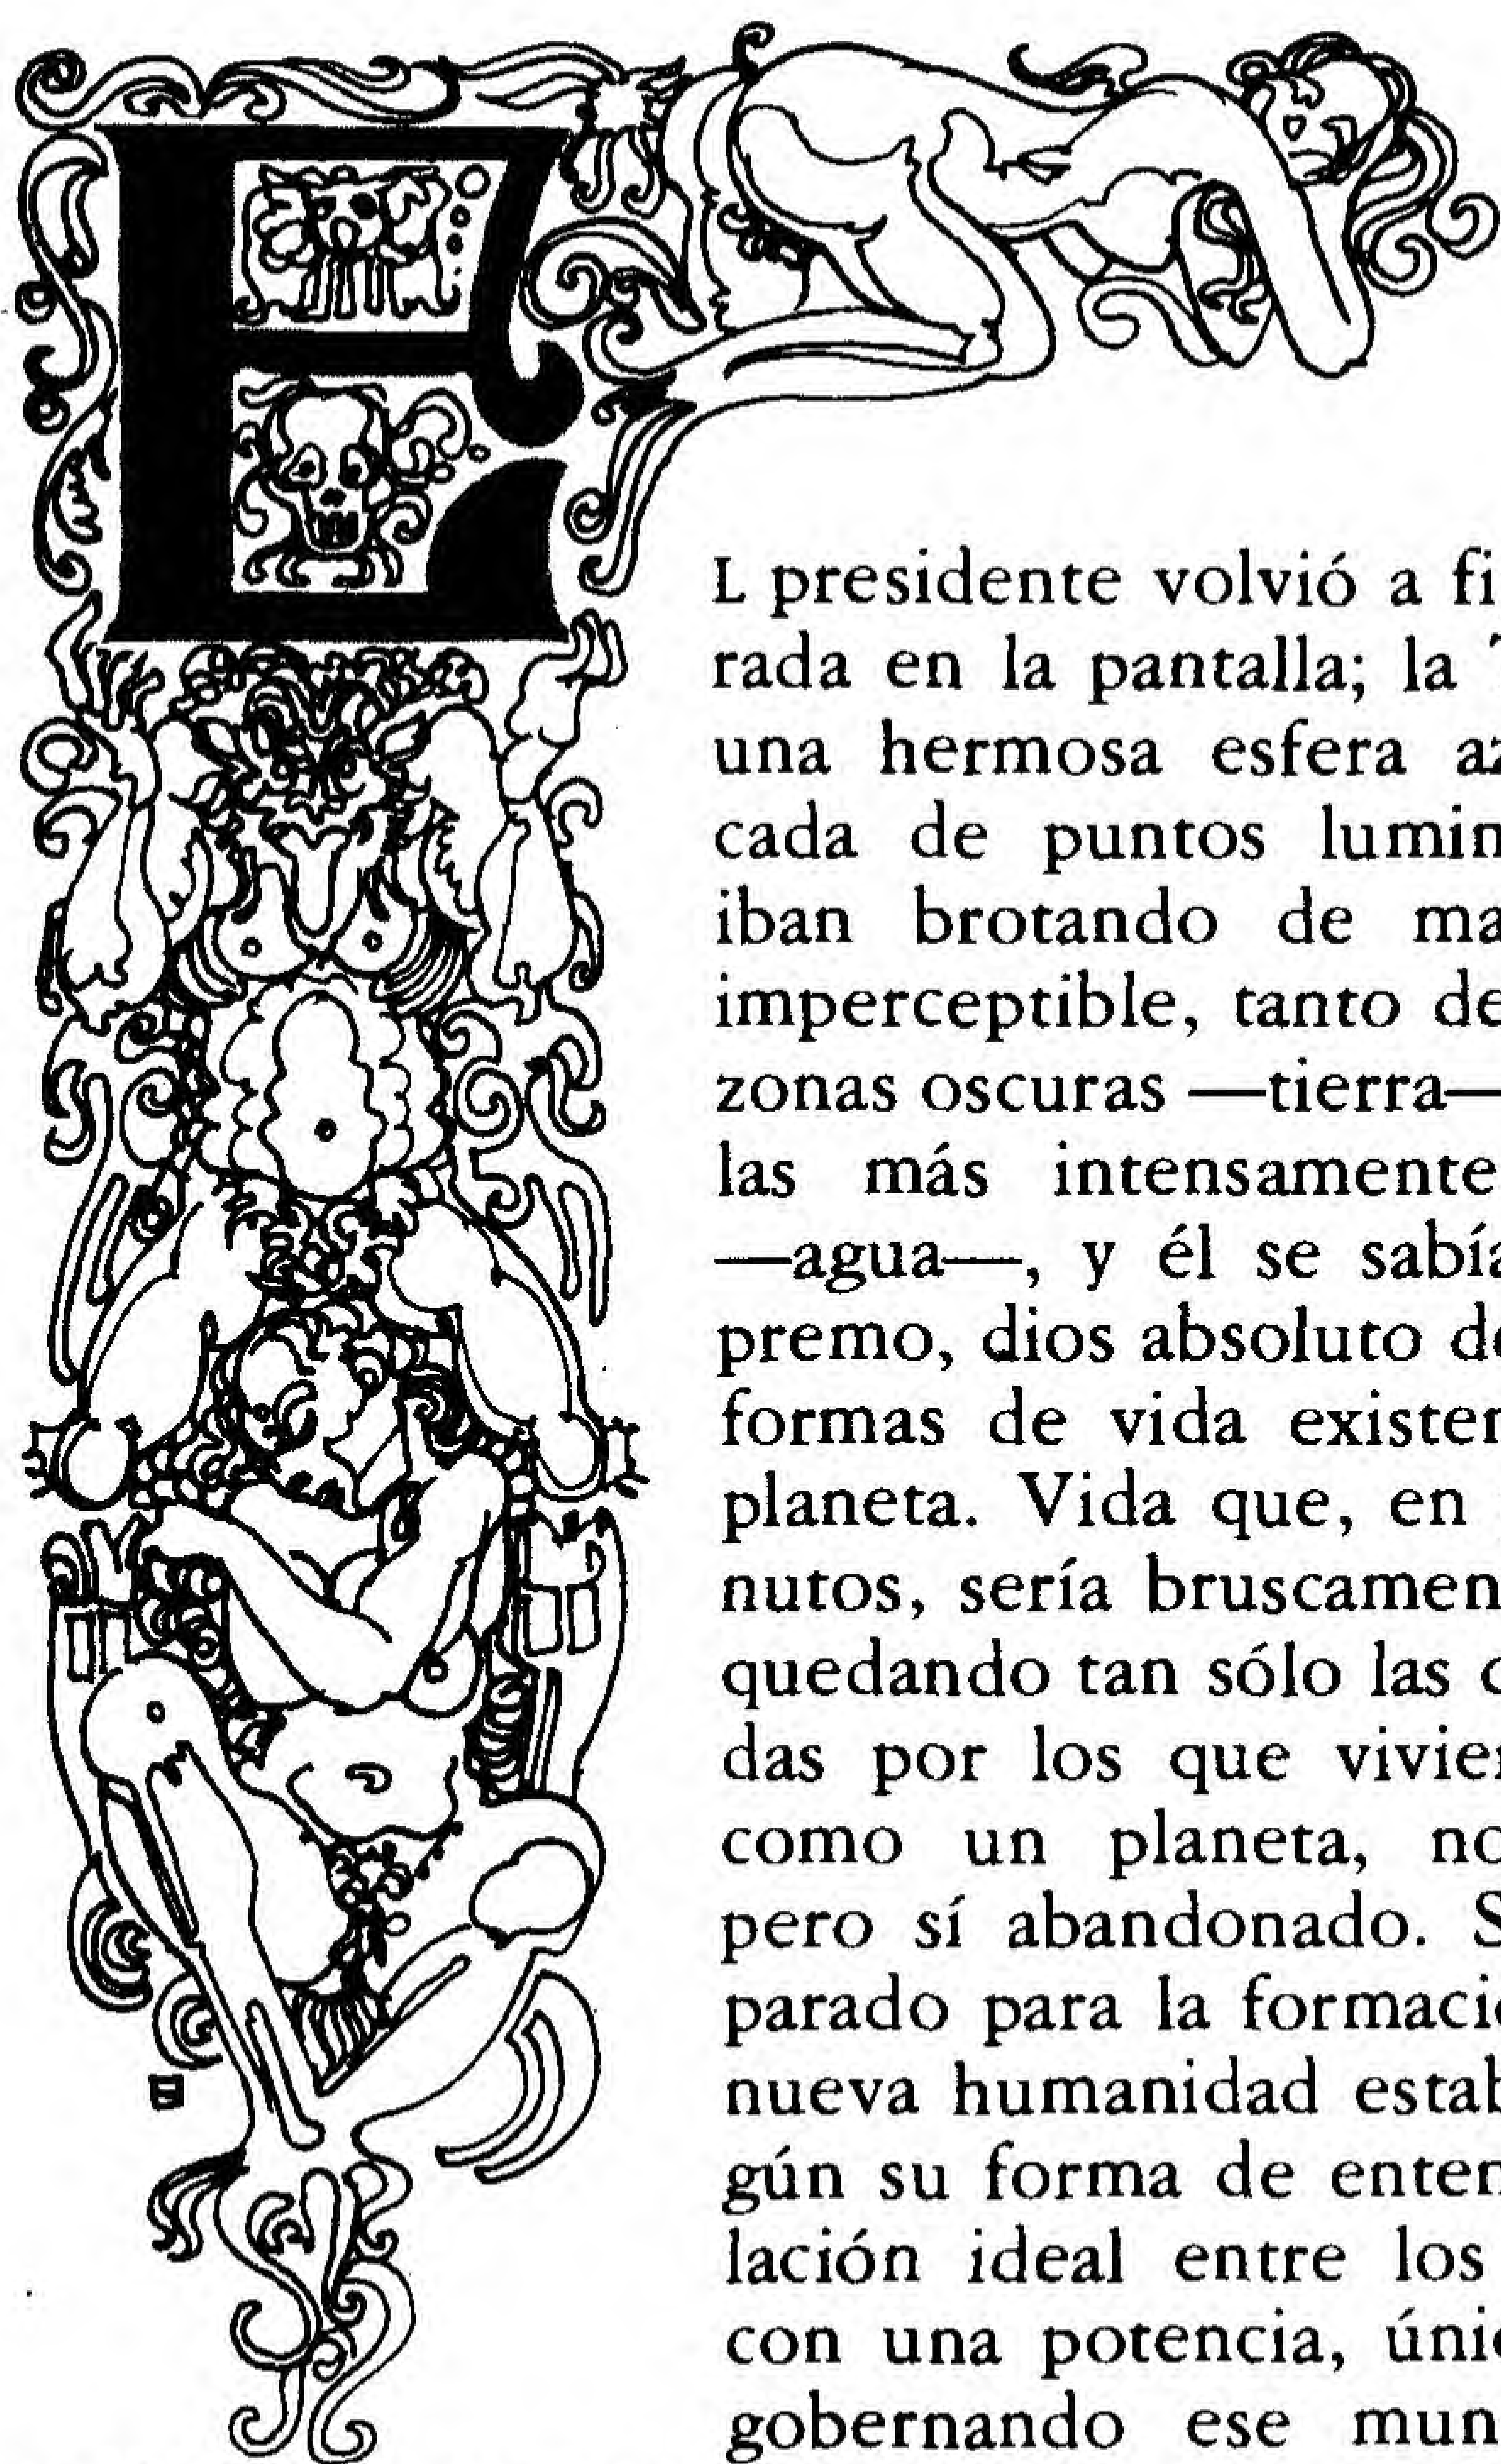 E
L presidente volvió a fi
rada en la pantalla; la
una hermosa esfera az
cada de puntos lumin
iban brotando de ma
imperceptible, tanto de
zonas oscuras —tierra—
las más intensamente
—agua—, y él se sabía
premo, dios absoluto de
formas de vida existen
planeta. Vida que, en
nutos, sería bruscamen
quedando tan sólo las
das por los que vivier
como un planeta, no
pero sí abandonado. S
parado para la formació
nueva humanidad estab
gún su forma de enten
lación ideal entre los
con una potencia, únic
gobernando ese mun